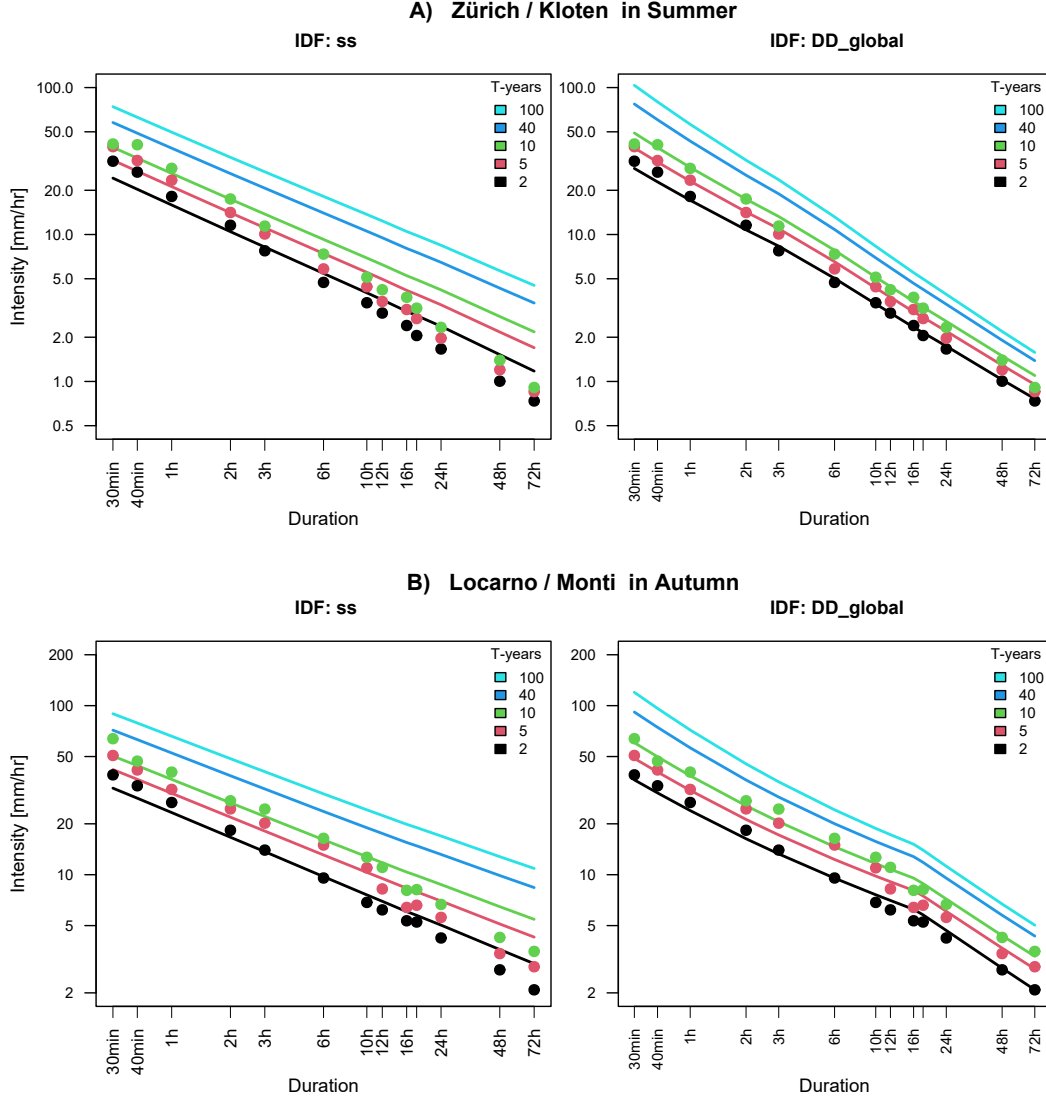 A) Zürich / Kloten in Summer
IDF: ss
Intensity [mm/hr]
100.0
50.0
20.0
10.0
5.0
2.0
1.0
0.5
T-years
100
40
10
5
2
30min
40min
1h
2h
3h
6h
10h
12h
16h
24h
48h
72h
Duration
IDF: DD_global
100.0
50.0
20.0
10.0
5.0
2.0
1.0
0.5
T-years
100
40
10
5
2
30min
40min
1h
2h
3h
6h
10h
12h
16h
24h
48h
72h
Duration
B) Locarno / Monti in Autumn
IDF: ss
Intensity [mm/hr]
200
100
50
20
10
5
2
T-years
100
40
10
5
2
30min
40min
1h
2h
3h
6h
10h
12h
16h
24h
48h
72h
Duration
IDF: DD_global
200
100
50
20
10
5
2
T-years
100
40
10
5
2
30min
40min
1h
2h
3h
6h
10h
12h
16h
24h
48h
72h
Duration